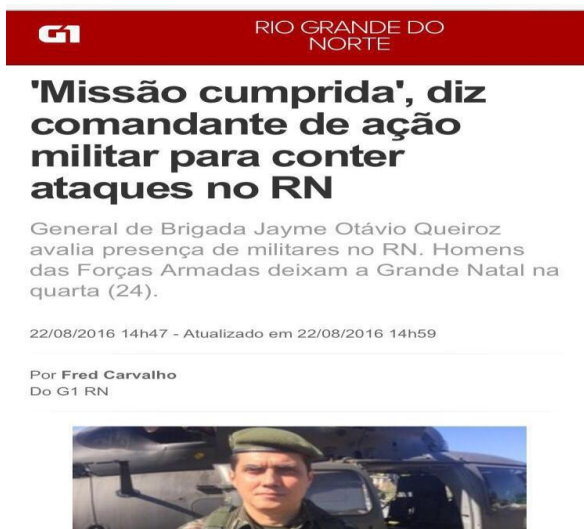 G1
RIO GRANDE DO
NORTE
'Missão cumprida', diz
comandante de ação
militar para conter
ataques no RN
General de Brigada Jayme Otávio Queiroz
avalia presença de militares no RN. Homens
das Forças Armadas deixam a Grande Natal na
quarta (24).
22/08/2016 14h47 - Atualizado em 22/08/2016 14h59
Por Fred Carvalho
Do G1 RN